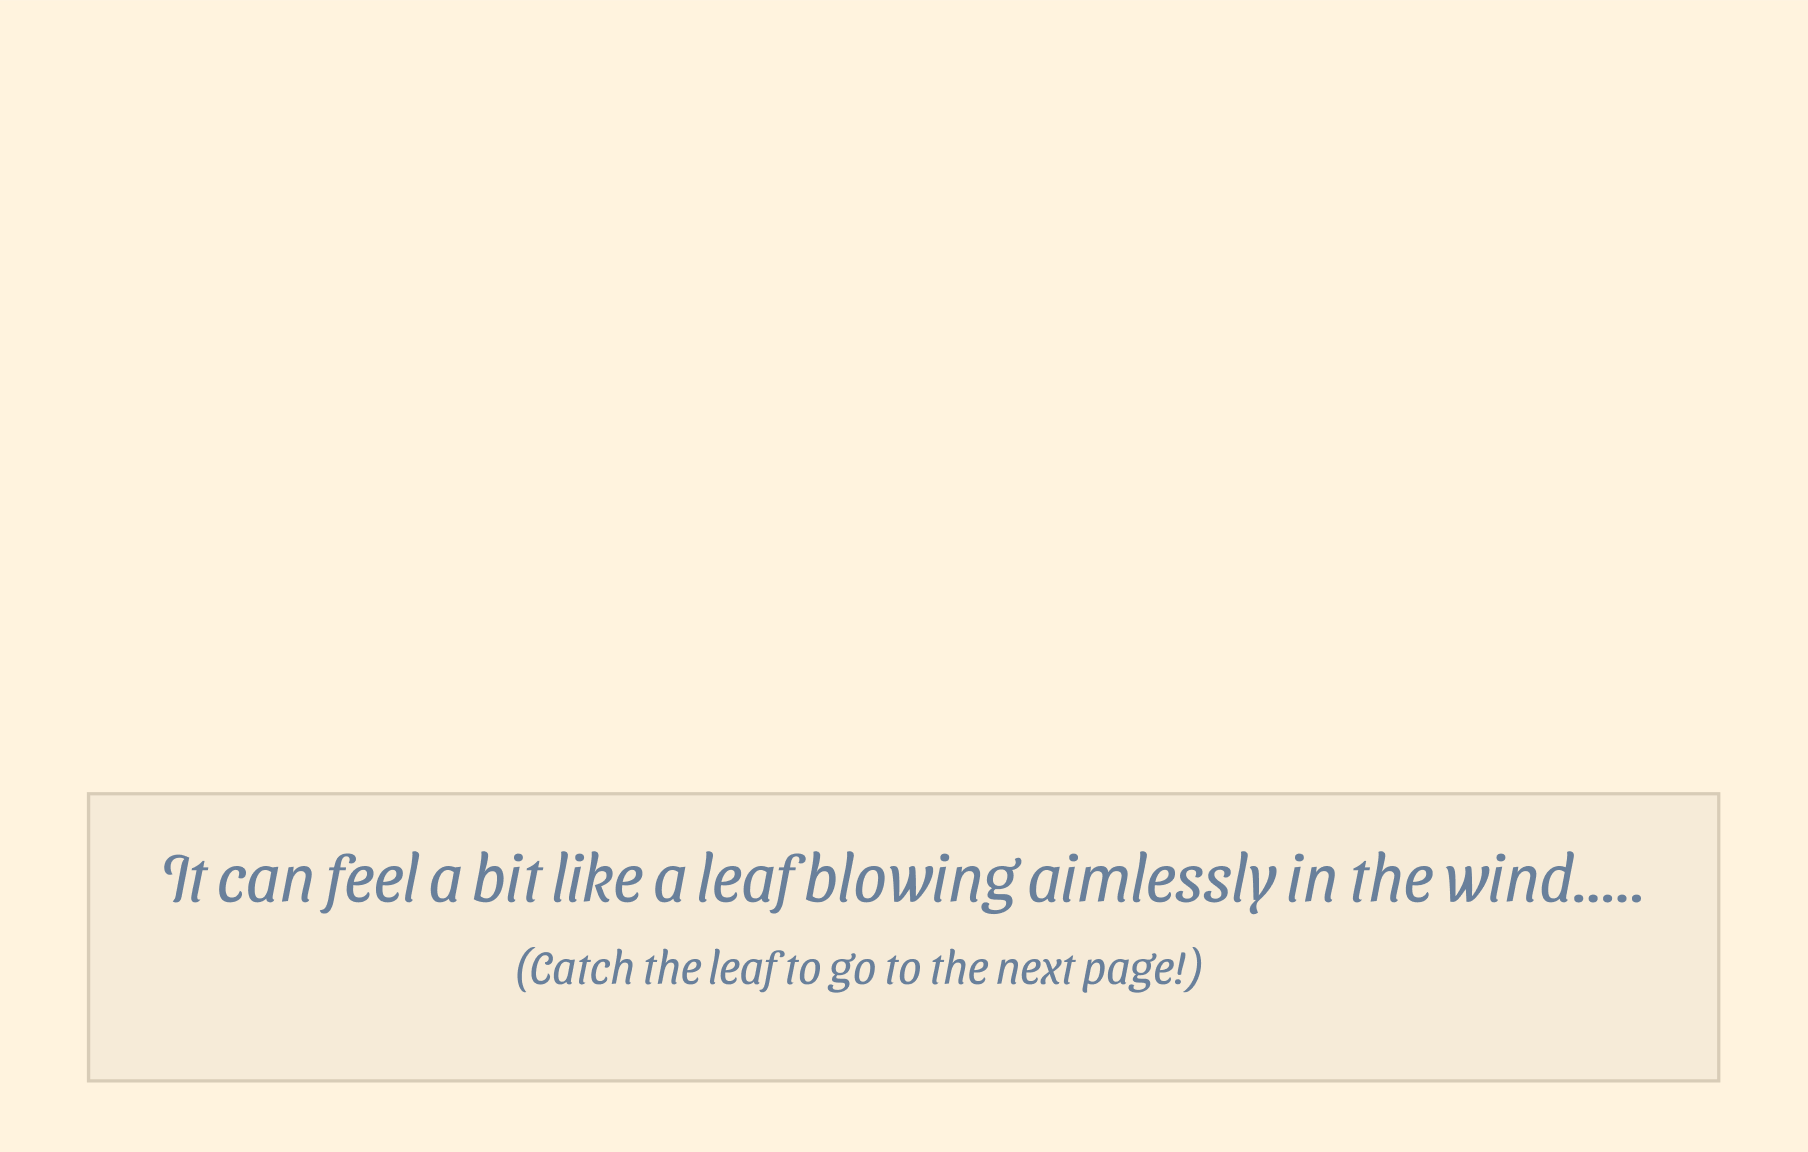 It can feel a bit like a leaf blowing aimlessly in the wind.....
(Catch the leaf to go to the next page!)